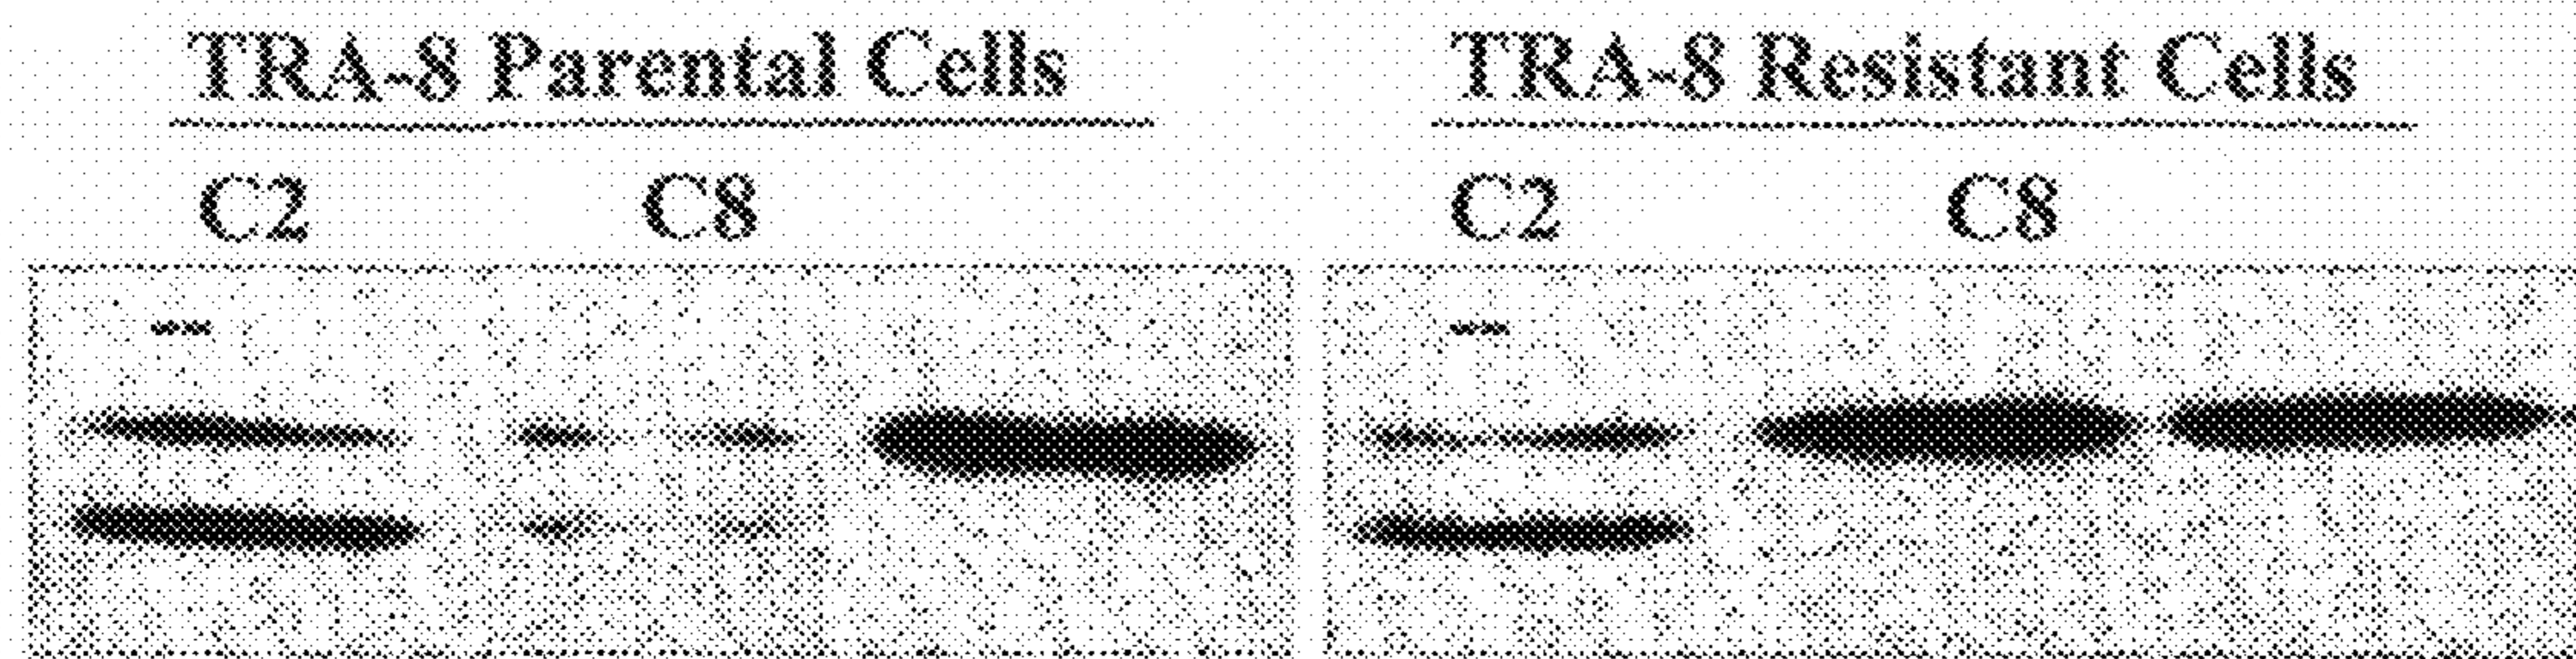 TRA-8 Parental Cells TRA-8 Resistant Cells
C2 C8 C2 C8